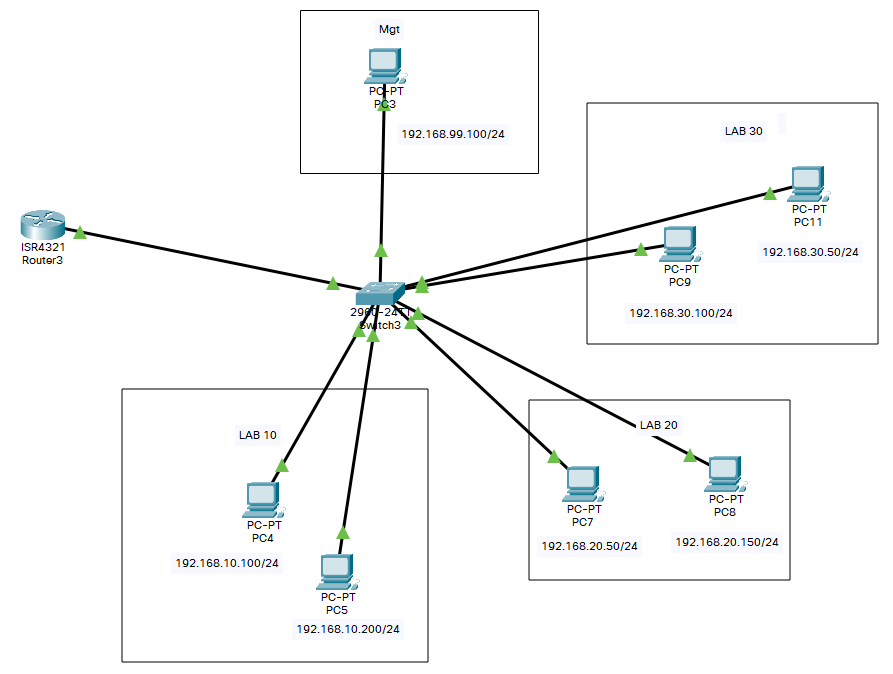 Mgt
PC-PT
PC3
192.168.99.100/24
LAB 30
PC-PT
PC11
192.168.30.50/24
PC-PT
PC9
192.168.30.100/24
ISR4321
Router3
2960-24TT
Switch3
LAB 10
PC-PT
PC4
192.168.10.100/24
PC-PT
PC5
192.168.10.200/24
LAB 20
PC-PT
PC7
192.168.20.50/24
PC-PT
PC8
192.168.20.150/24